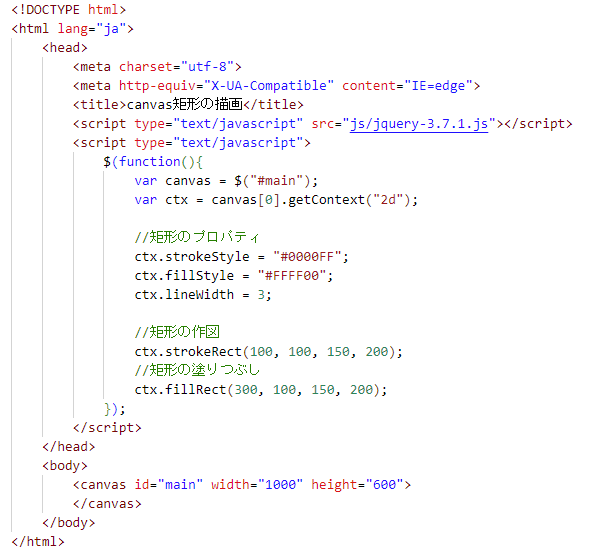 <!DOCTYPE html>
<html lang="ja">
    <head>
        <meta charset="utf-8">
        <meta http-equiv="X-UA-Compatible" content="IE=edge">
        <title>canvas矩形の描画</title>
        <script type="text/javascript" src="js/jquery-3.7.1.js"></script>
        <script type="text/javascript">
            $(function(){
                var canvas = $("#main");
                var ctx = canvas[0].getContext("2d");

                //矩形のプロパティ
                ctx.strokeStyle = "#0000FF";
                ctx.fillStyle = "#FFFF00";
                ctx.lineWidth = 3;

                //矩形の作図
                ctx.strokeRect(100, 100, 150, 200);
                //矩形の塗りつぶし
                ctx.fillRect(300, 100, 150, 200);
            });
        </script>
    </head>
    <body>
        <canvas id="main" width="1000" height="600">
        </canvas>
    </body>
</html>